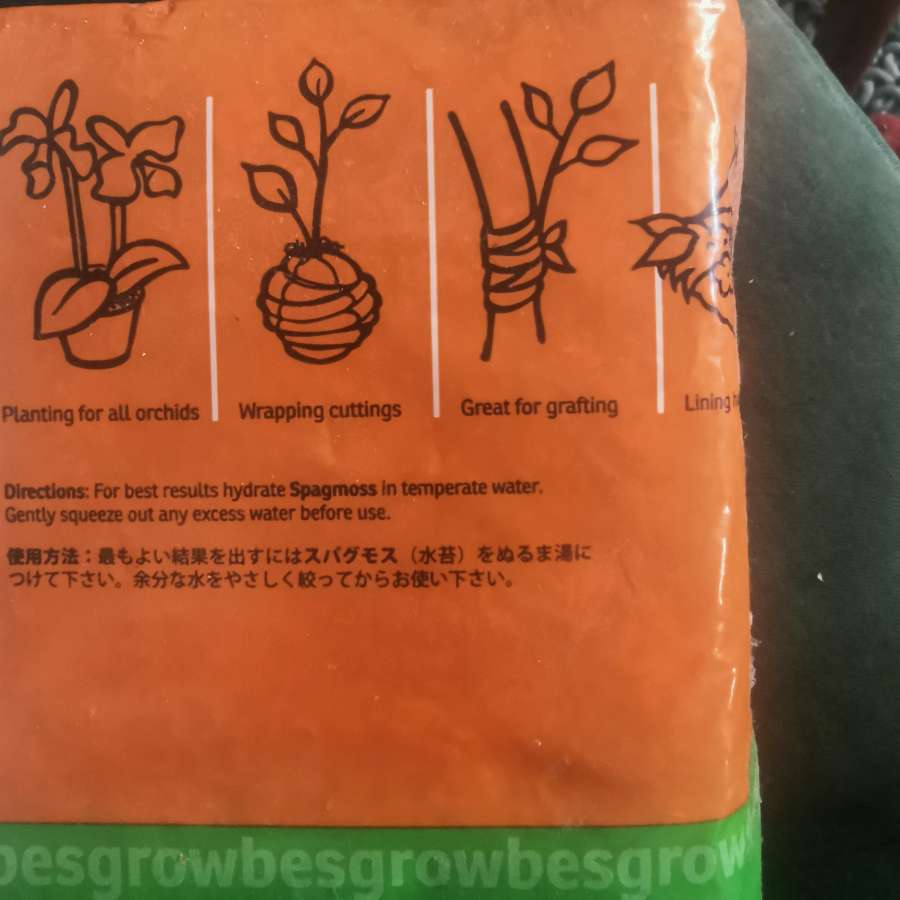 Planting for all orchids
Wrapping cuttings
Great for grafting
Lining
Directions: For best results hydrate Spagmoss in temperate water.
Gently squeeze out any excess water before use.
使用方法：最もよい結果を出すにはスパグモス（水苔）をぬるま湯に
つけて下さい。余分な水をやさしく絞ってからお使い下さい。
besgrowbesgrowbesgrow